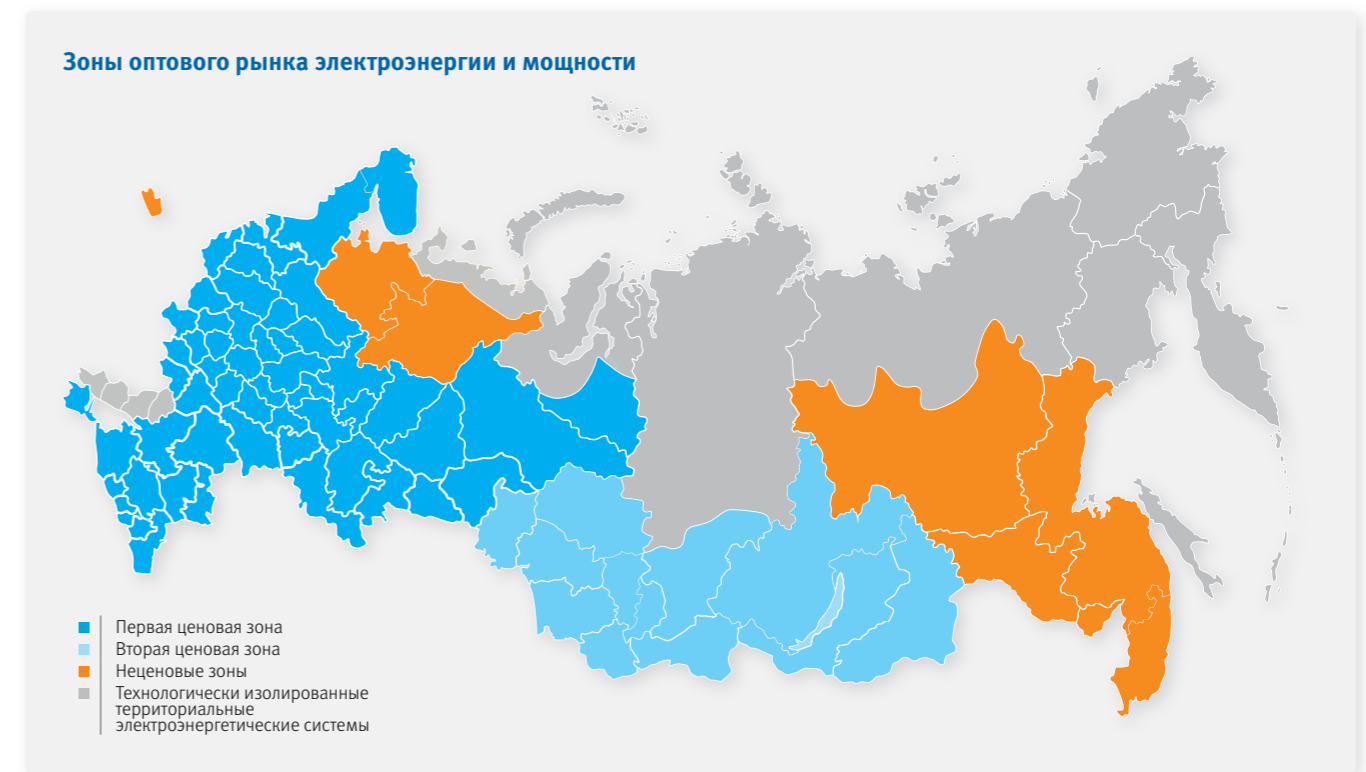 Зоны оптового рынка электроэнергии и мощности
Первая ценовая зона
Вторая ценовая зона
Неценовые зоны
Технологически изолированные
территориальные
электроэнергетические системы